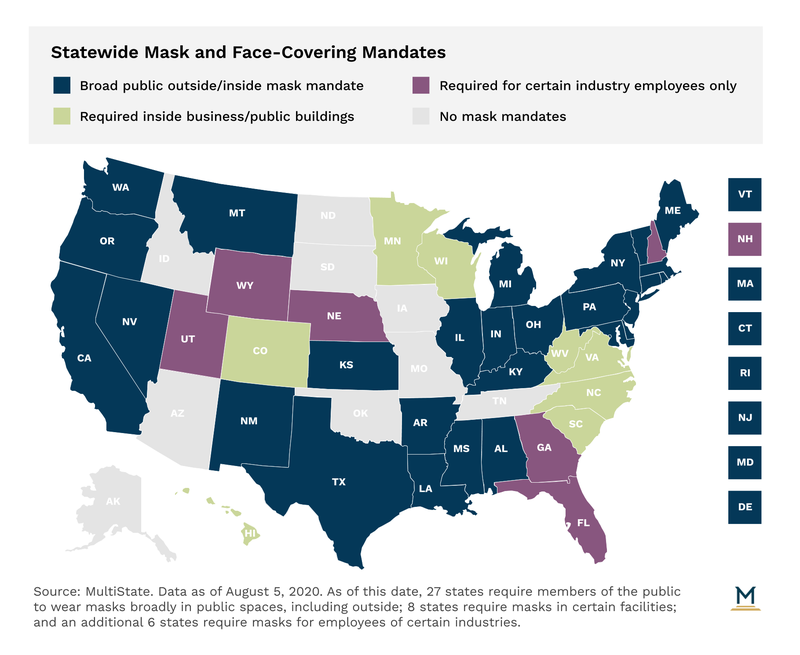 Statewide Mask and Face-Covering Mandates
Broad public outside/inside mask mandate
Required for certain industry employees only
Required inside business/public buildings
No mask mandates
WA
MT
ND
MN
ME
VT
OR
ID
SD
WI
MI
NY
NH
WY
IA
PA
MA
NV
UT
NE
IL
IN
OH
CT
CA
CO
KS
MO
KY
WV
VA
RI
AZ
NM
OK
AR
TN
NC
NJ
TX
MS
AL
GA
SC
MD
AK
HI
LA
FL
DE
Source: MultiState. Data as of August 5, 2020. As of this date, 27 states require members of the public
to wear masks broadly in public spaces, including outside; 8 states require masks in certain facilities;
and an additional 6 states require masks for employees of certain industries.
M